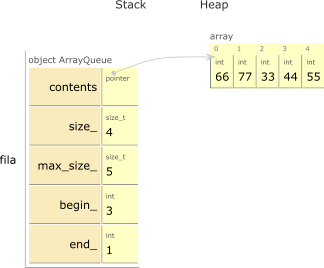 Stack Heap
array
0 1 2 3 4
int int int int int
66 77 33 44 55
object ArrayQueue
contents pointer
size_ size_t 4
max_size_ size_t 5
fila
begin_ int 3
end_ int 1